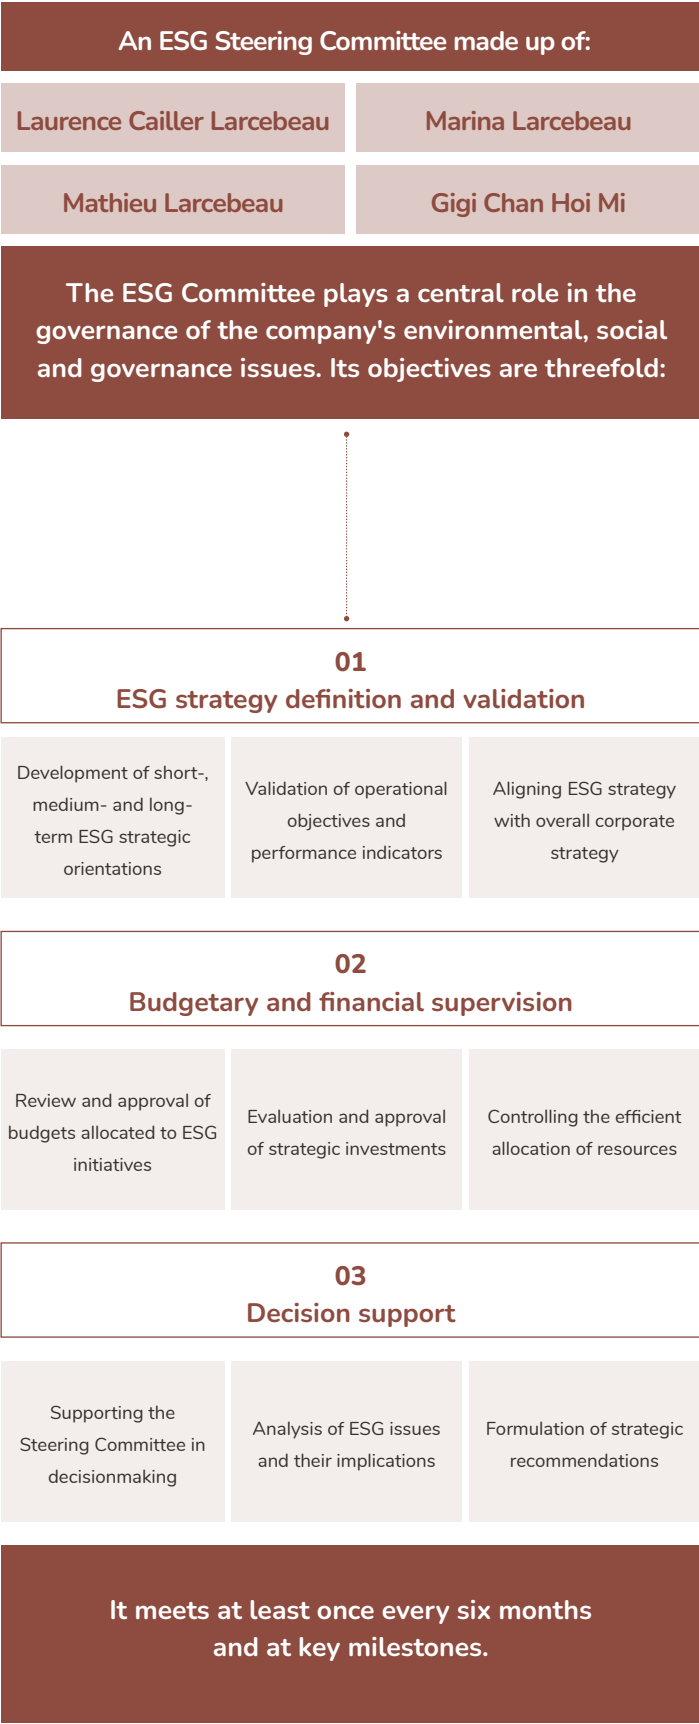 An ESG Steering Committee made up of:
Laurence Cailler Larcebeau
Marina Larcebeau
Mathieu Larcebeau
Gigi Chan Hoi Mi
The ESG Committee plays a central role in the
governance of the company's environmental, social
and governance issues. Its objectives are threefold:
01
ESG strategy definition and validation
Development of short-,
medium- and long-
term ESG strategic
orientations
Validation of operational
objectives and
performance indicators
Aligning ESG strategy
with overall corporate
strategy
02
Budgetary and financial supervision
Review and approval of
budgets allocated to ESG
initiatives
Evaluation and approval
of strategic investments
Controlling the efficient
allocation of resources
03
Decision support
Supporting the
Steering Committee in
decisionmaking
Analysis of ESG issues
and their implications
Formulation of strategic
recommendations
It meets at least once every six months
and at key milestones.